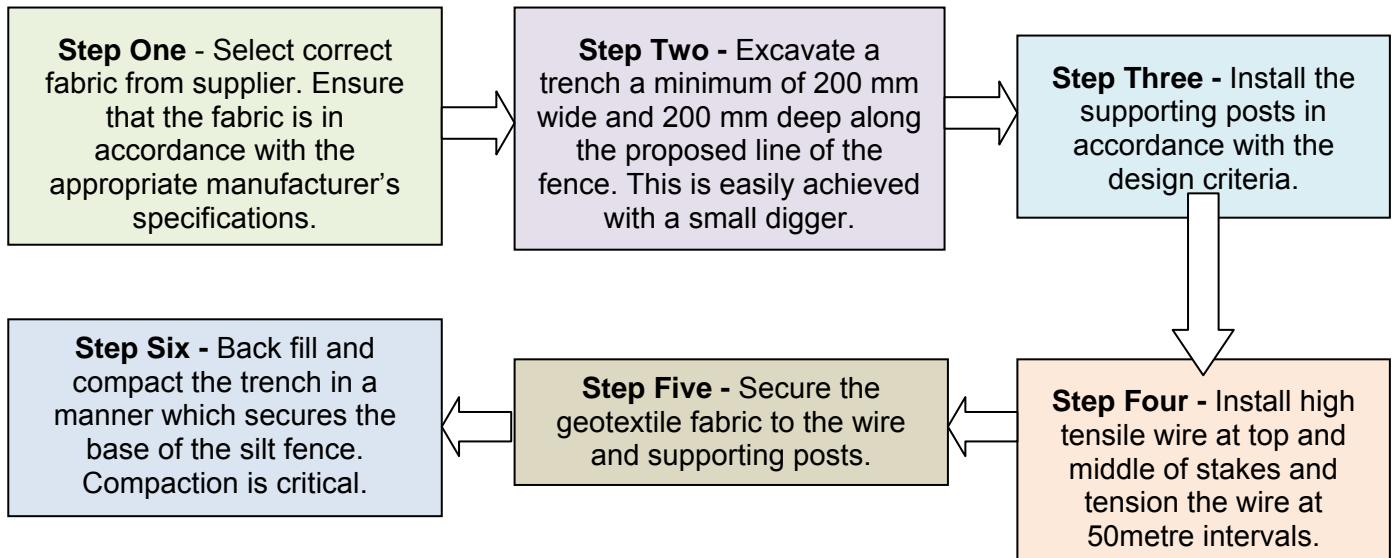 Step One - Select correct
fabric from supplier. Ensure
that the fabric is in
accordance with the
appropriate manufacturer's
specifications.
Step Two - Excavate a
trench a minimum of 200 mm
wide and 200 mm deep along
the proposed line of the
fence. This is easily achieved
with a small digger.
Step Three - Install the
supporting posts in
accordance with the
design criteria.
Step Four - Install high
tensile wire at top and
middle of stakes and
tension the wire at
50metre intervals.
Step Five - Secure the
geotextile fabric to the wire
and supporting posts.
Step Six - Back fill and
compact the trench in a
manner which secures the
base of the silt fence.
Compaction is critical.